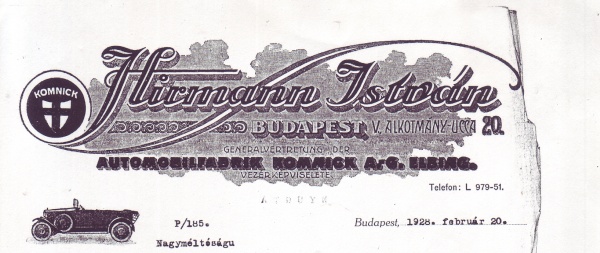 KOMNICK
Hirmann István
BUDAPEST V, ALKOTMÁNY-UCCA 20.
GENERALVERTRETUNG DER
AUTOMOBILFABRIK KOMNICK A.G. ELBING.
VEZÉRKÉPVISELETE
Telefon: L 979-51.
P/185.
Budapest, 1928. február 20.
Nagyméltóságu